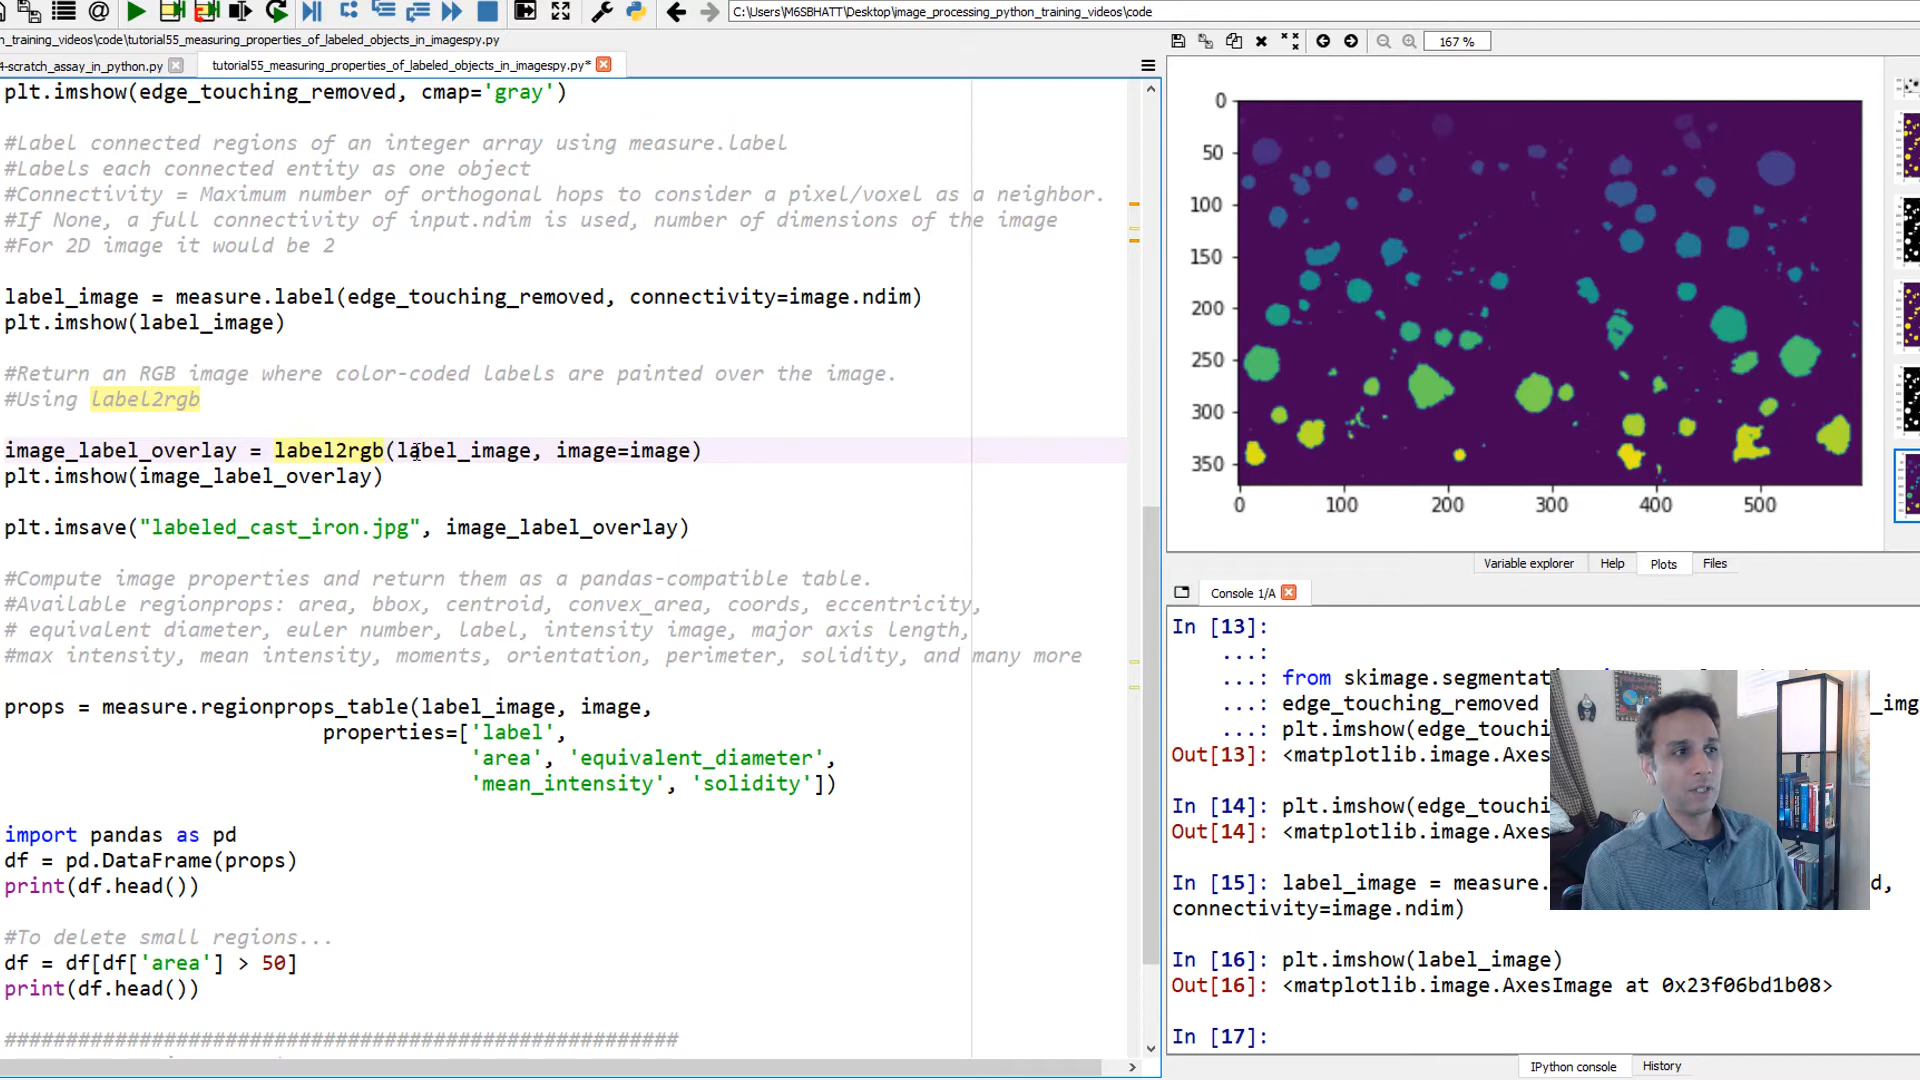 C:\Users\M6SBHATT\Desktop\image_processing_python_training_videos\code
n_training_videos\code\tutorial55_measuring_properties_of_labeled_objects_in_imagespy.py
4-scratch_assay_in_python.py
tutorial55_measuring_properties_of_labeled_objects_in_imagespy.py*
plt.imshow(edge_touching_removed, cmap='gray')
#Label connected regions of an integer array using measure.label
#Labels each connected entity as one object
#Connectivity = Maximum number of orthogonal hops to consider a pixel/voxel as a neighbor.
#If None, a full connectivity of input.ndim is used, number of dimensions of the image
#For 2D image it would be 2
label_image = measure.label(edge_touching_removed, connectivity=image.ndim)
plt.imshow(label_image)
#Return an RGB image where color-coded labels are painted over the image.
#Using label2rgb
image_label_overlay = label2rgb(label_image, image=image)
plt.imshow(image_label_overlay)
plt.imsave("labeled_cast_iron.jpg", image_label_overlay)
#Compute image properties and return them as a pandas-compatible table.
#Available regionprops: area, bbox, centroid, convex_area, coords, eccentricity,
# equivalent diameter, euler number, label, intensity image, major axis length,
#max intensity, mean intensity, moments, orientation, perimeter, solidity, and many more
props = measure.regionprops_table(label_image, image,
properties=['label',
'area', 'equivalent_diameter',
'mean_intensity', 'solidity'])
import pandas as pd
df = pd.DataFrame(props)
print(df.head())
#To delete small regions...
df = df[df['area'] > 50]
print(df.head())
#######################################################
167 %
0
50
100
150
200
250
300
350
0 100 200 300 400 500
Variable explorer Help Plots Files
Console 1/A
In [13]:
...:
...: from skimage.segmentat
...: edge_touching_removed
...: plt.imshow(edge_touchi
Out[13]: <matplotlib.image.Axes
In [14]: plt.imshow(edge_touchi
Out[14]: <matplotlib.image.Axes
In [15]: label_image = measure.
connectivity=image.ndim)
In [16]: plt.imshow(label_image)
Out[16]: <matplotlib.image.AxesImage at 0x23f06bd1b08>
In [17]:
IPython console History